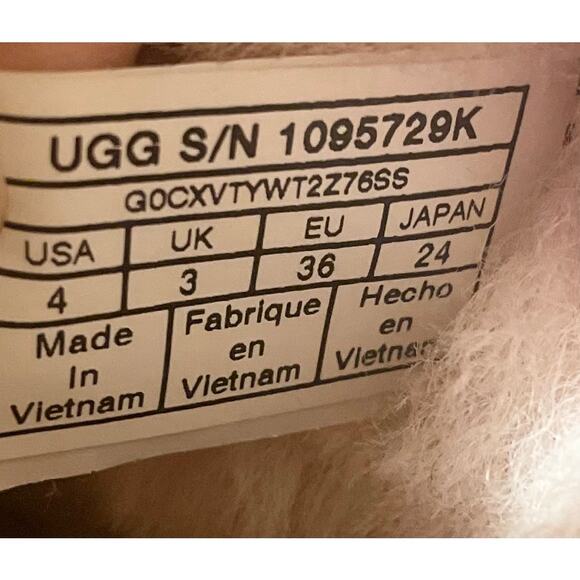 UGG S/N 1095729K
G0CXVTYWT2Z76SS
USA UK EU JAPAN
4 3 36 24
Made
In
Vietnam
Fabrique
en
Vietnam
Hecho
en